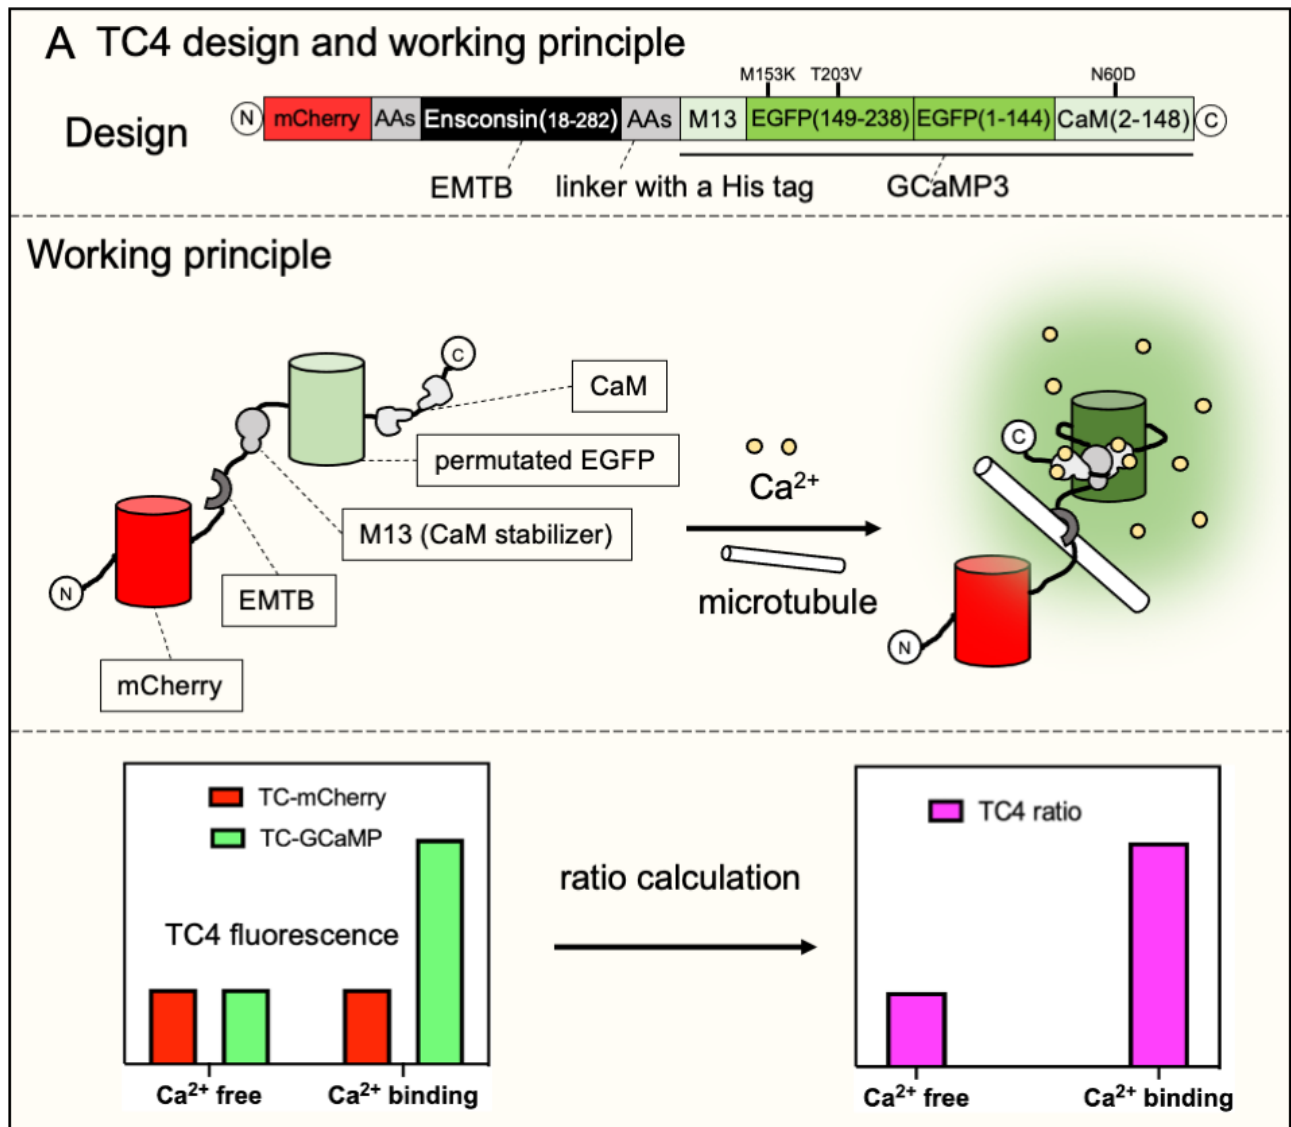 A TC4 design and working principle
M153K T203V N60D
Design
N mCherry AAs Ensconsin(18-282) AAs M13 EGFP(149-238) EGFP(1-144) CaM(2-148) C
EMTB linker with a His tag GCaMP3
Working principle
C
CaM
permutated EGFP
M13 (CaM stabilizer)
EMTB
N
mCherry
Ca²⁺
microtubule
C
N
TC-mCherry
TC-GCaMP
TC4 fluorescence
Ca²⁺ free Ca²⁺ binding
ratio calculation
TC4 ratio
Ca²⁺ free Ca²⁺ binding